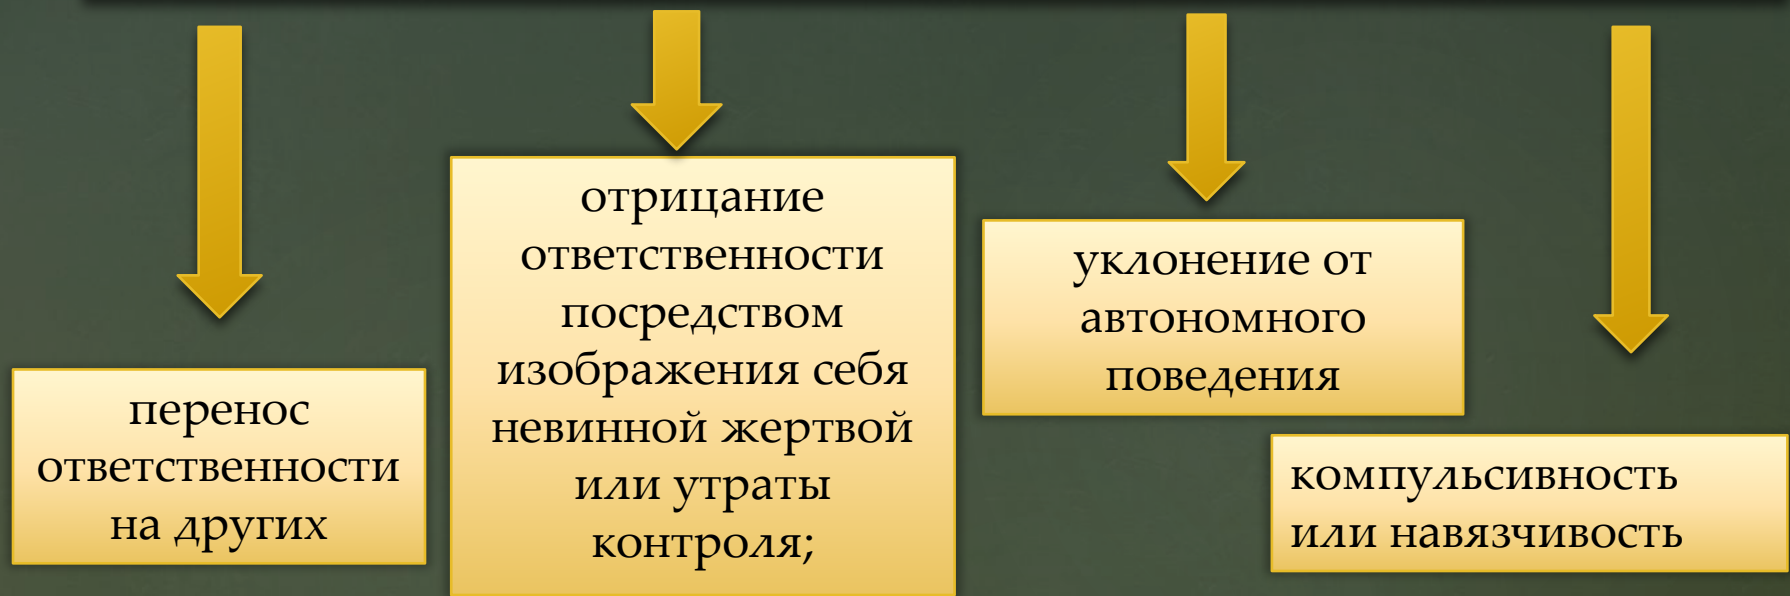 перенос
ответственности
на других
отрицание
ответственности
посредством
изображения себя
невинной жертвой
или утраты
контроля;
уклонение от
автономного
поведения
компульсивность
или навязчивость